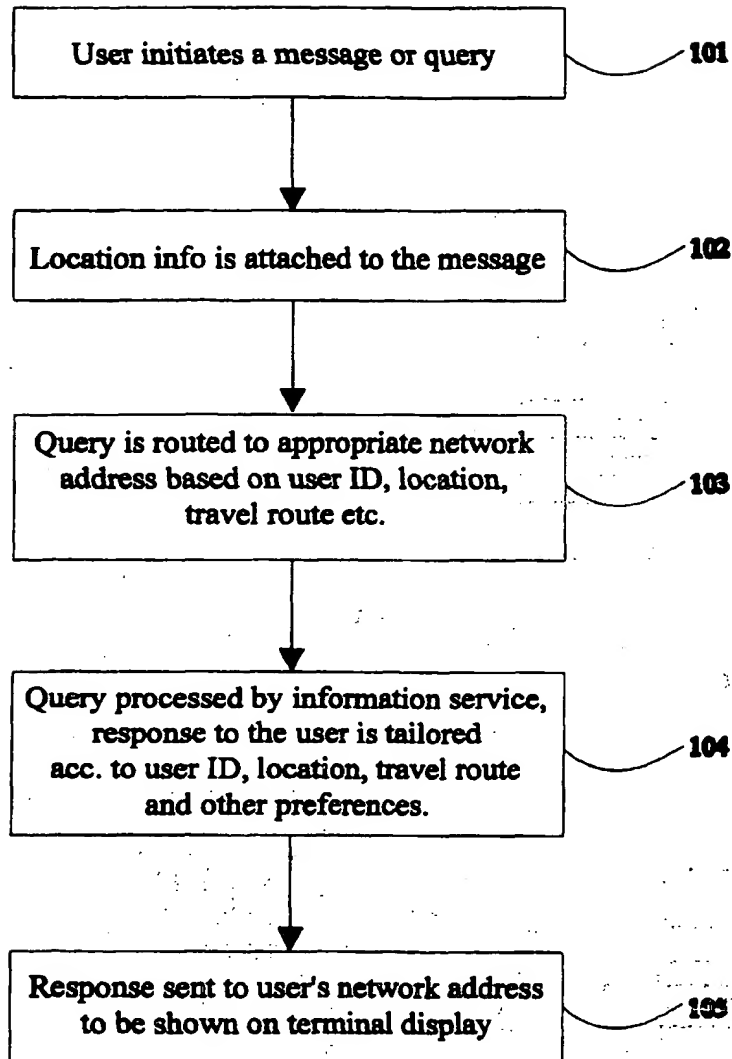 User initiates a message or query
101
Location info is attached to the message
102
Query is routed to appropriate network
address based on user ID, location,
travel route etc.
103
Query processed by information service,
response to the user is tailored
acc. to user ID, location, travel route
and other preferences.
104
Response sent to user's network address
to be shown on terminal display
105